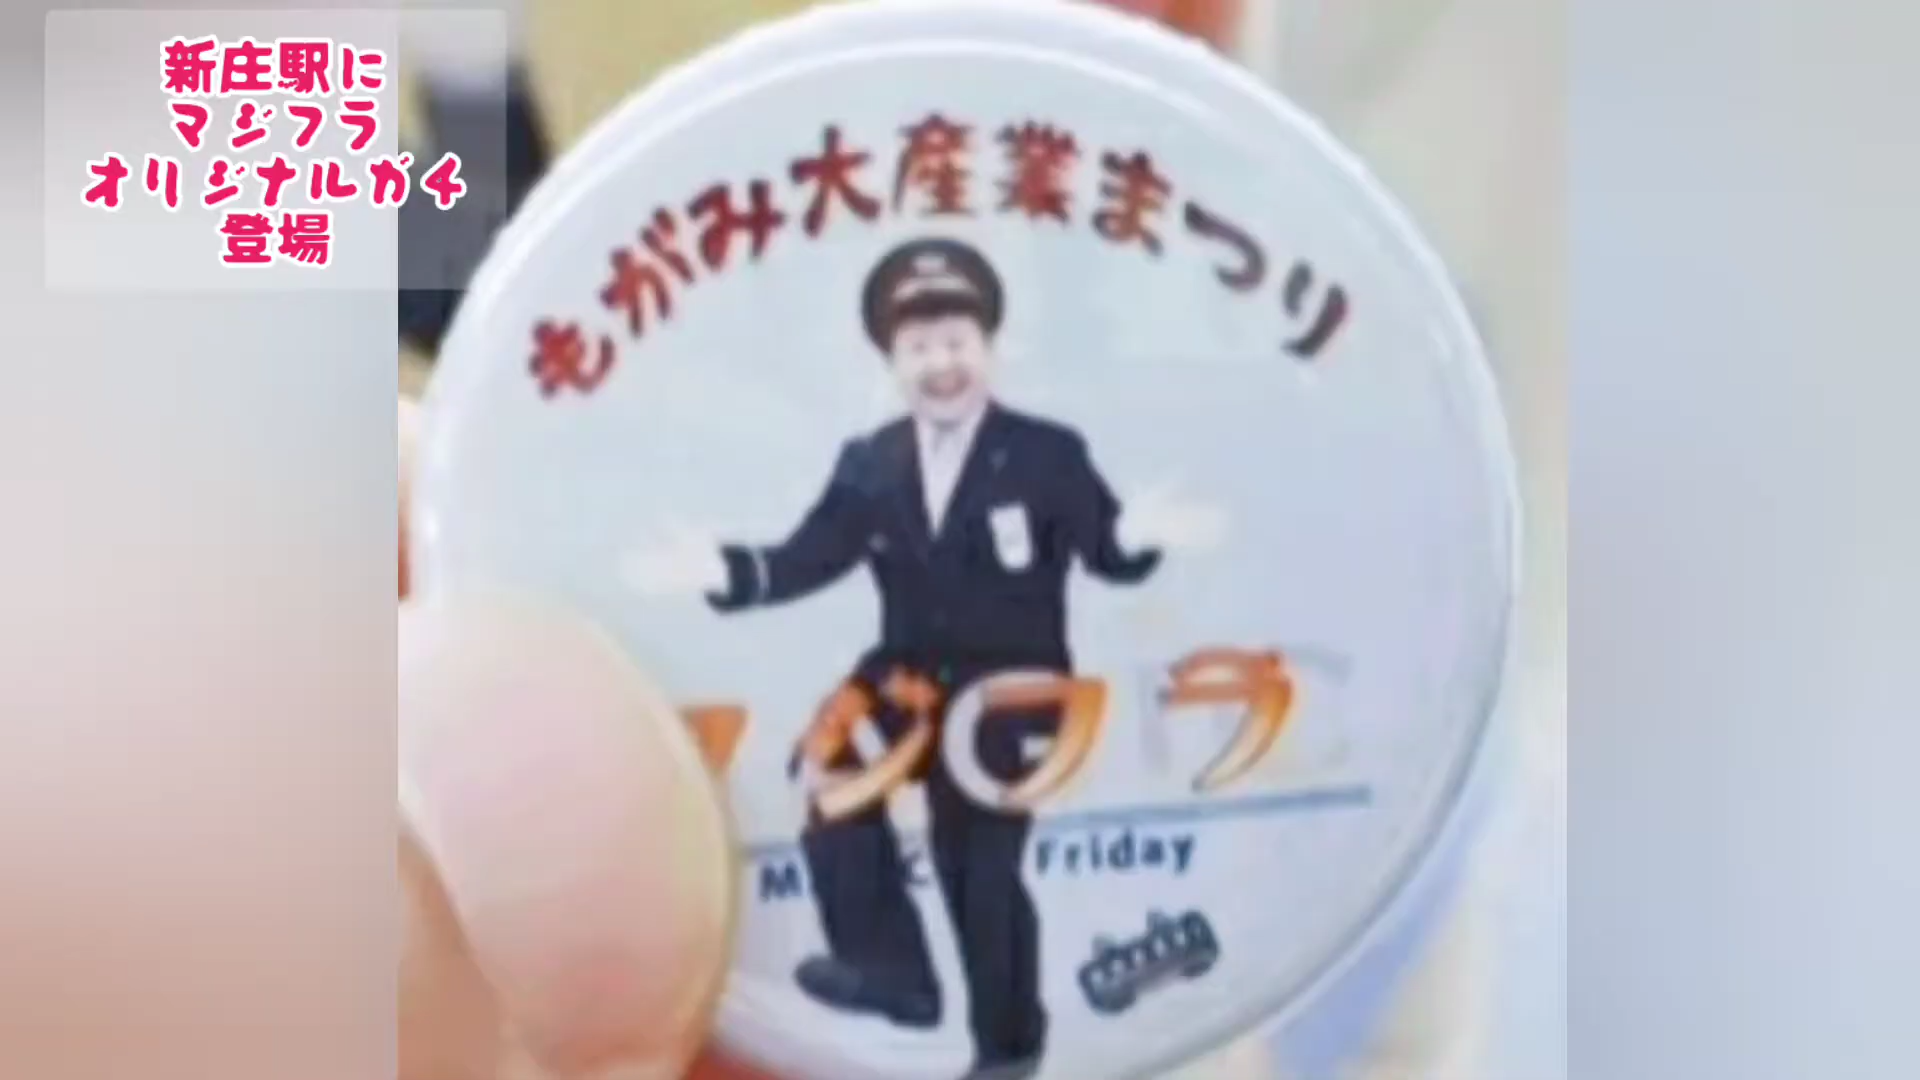 新庄駅に
マジフラ
オリジナルガチ
登場
もがみ大産業まつり
マジフラ
Friday